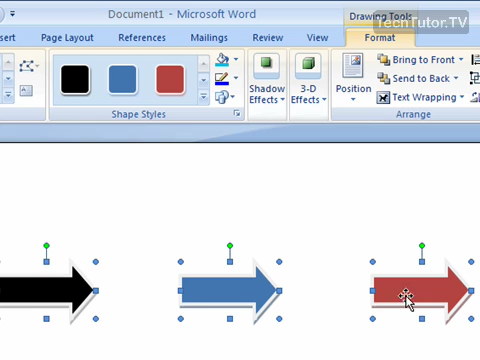 Document1 - Microsoft Word
Drawing Tools
TechTutor.TV
Page Layout References Mailings Review View Format
Shape Styles
Shadow Effects
3-D Effects
Position
Bring to Front
Send to Back
Text Wrapping
Arrange